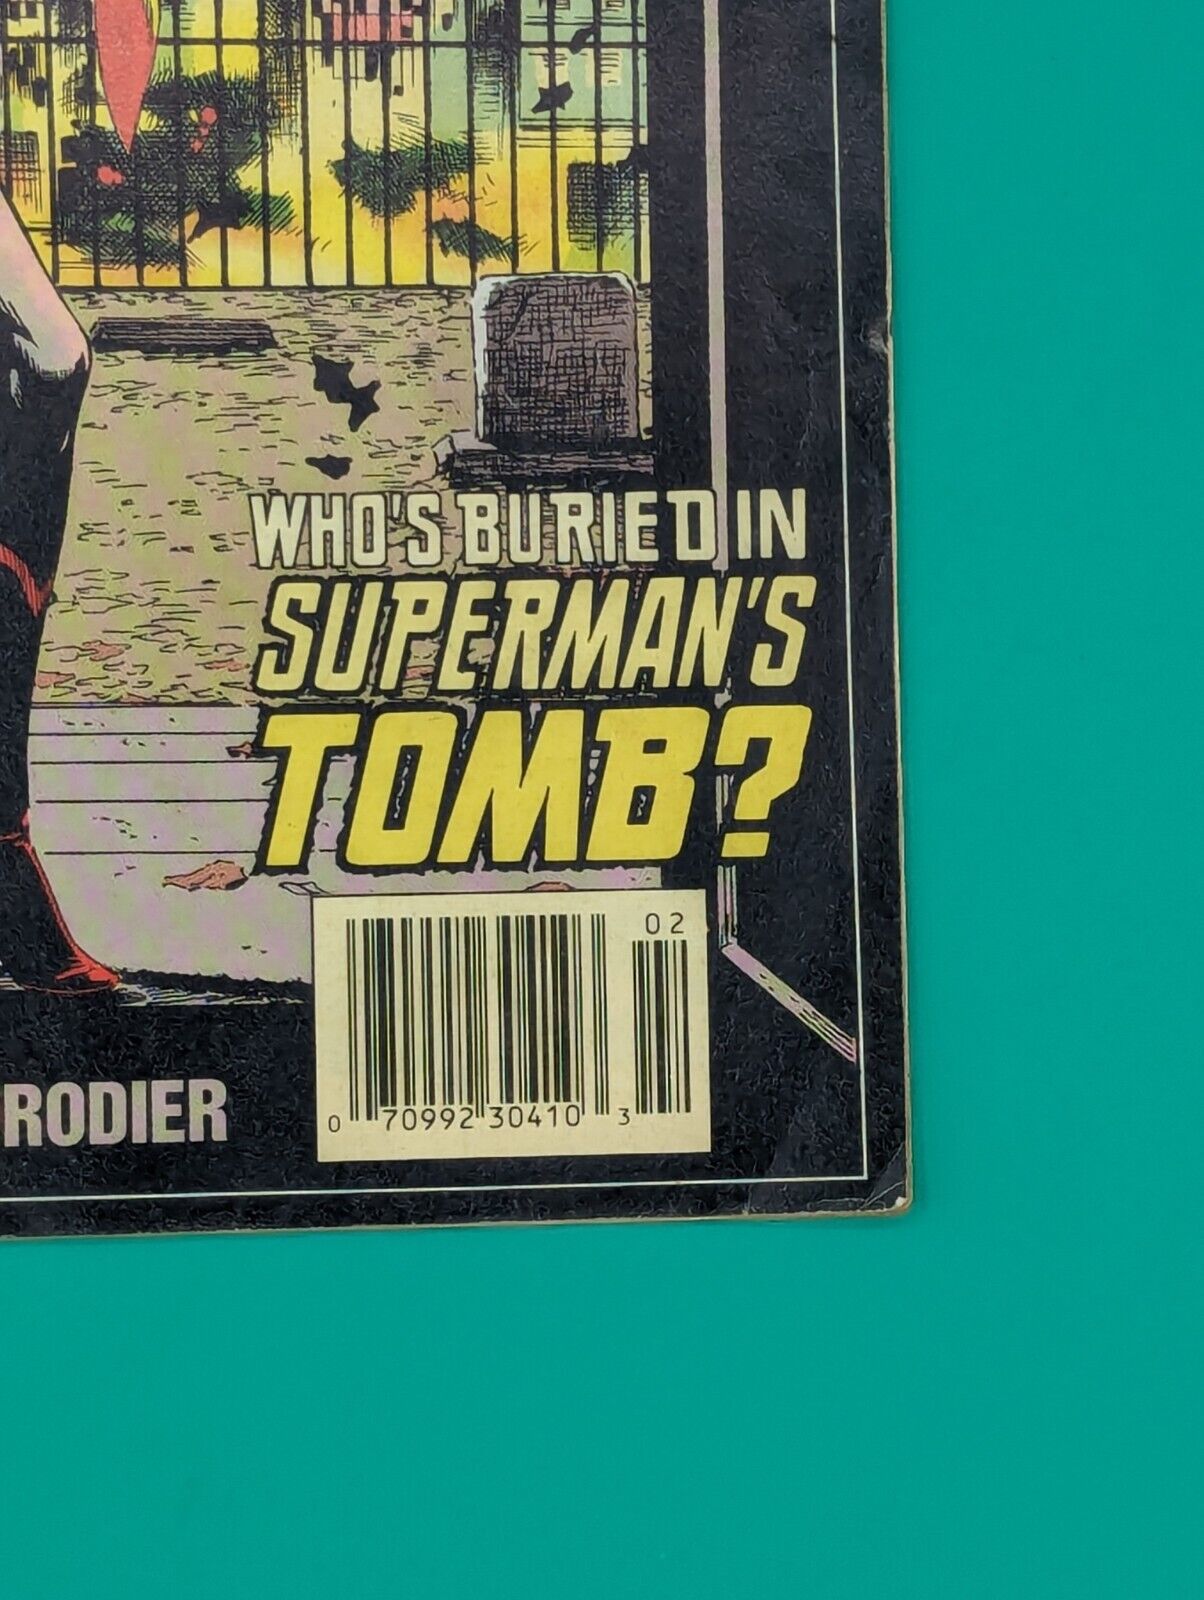 WHO'S BURIED IN
SUPERMAN'S
TOMB?
02
0 70992 30410 3
RODIER